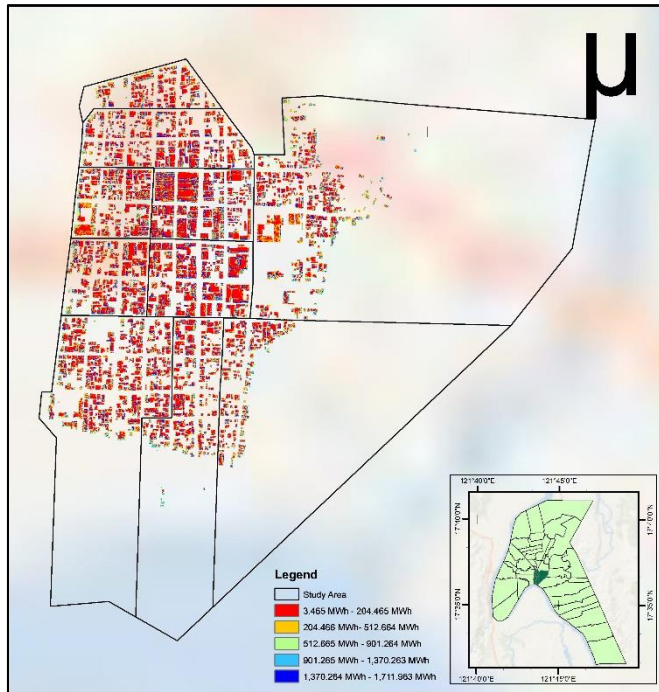 µ
Legend
Study Area
3.465 MWh - 204.465 MWh
204.466 MWh- 512.664 MWh
512.665 MWh - 901.264 MWh
901.265 MWh - 1,370.263 MWh
1,370.264 MWh - 1,711.963 MWh
121°40'0"E
121°45'0"E
17°40'0"N
17°40'0"N
17°35'0"N
17°35'0"N
121°40'0"E